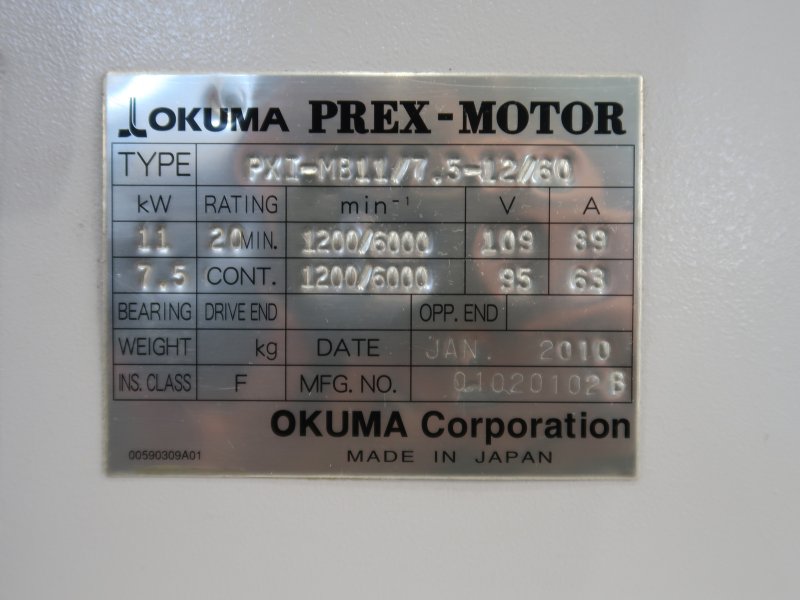 OKUMA PREX-MOTOR
TYPE PXI-MB11/7.5-12/60
kW RATING min⁻¹ V A
11 20MIN. 1200/6000 109 89
7.5 CONT. 1200/6000 95 63
BEARING DRIVE END OPP. END
WEIGHT kg DATE JAN. 2010
INS. CLASS F MFG. NO. 01020102B
OKUMA Corporation
00590309A01 MADE IN JAPAN